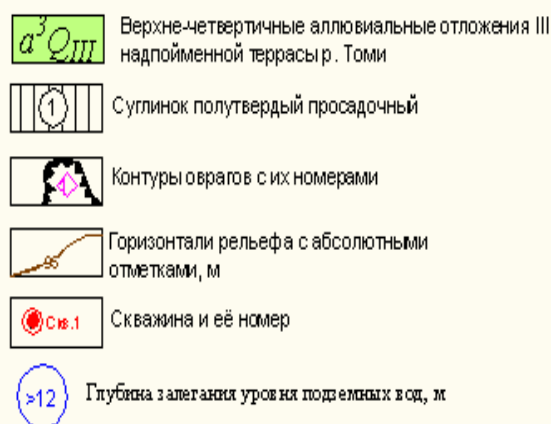 a³QIII
Верхне-четвертичные аллювиальные отложения III
надпойменной террасы р. Томи
1
Суглинок полутвердый просадочный
1
Контуры оврагов с их номерами
95
Горизонтали рельефа с абсолютными
отметками, м
Скв.1
Скважина и её номер
>12
Глубина залегания уровня подземных вод, м